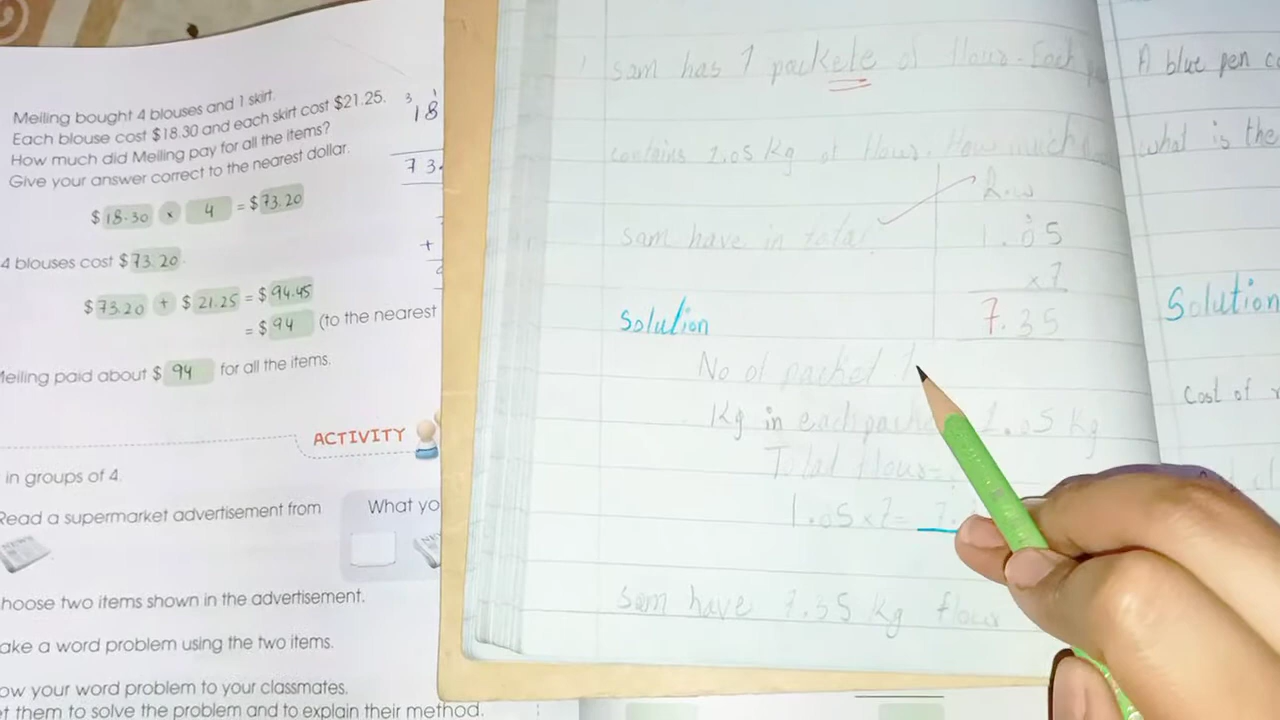 Meiling bought 4 blouses and 1 skirt.
Each blouse cost $18.30 and each skirt cost $21.25.
How much did Meiling pay for all the items?
Give your answer correct to the nearest dollar.
$ 18.30 × 4 = $ 73.20
4 blouses cost $ 73.20
$ 73.20 + $ 21.25 = $ 94.45
= $ 94 (to the nearest
Meiling paid about $ 94 for all the items.
ACTIVITY
in groups of 4.
Read a supermarket advertisement from
hoose two items shown in the advertisement.
ake a word problem using the two items.
ow your word problem to your classmates.
t them to solve the problem and to explain their method.
What yo
3 1
18
73.
+
Sam has 7 packete of flour. Each
contains 1.05 Kg of flour. How much
Sam have in total
1.05
×7
7.35
Solution
No of packet
Kg in each 1.05 Kg
Total flour
1.05 × 7 = 7.
Sam have 7.35 Kg flour
A blue pen c
what is the
Solution
Cost of